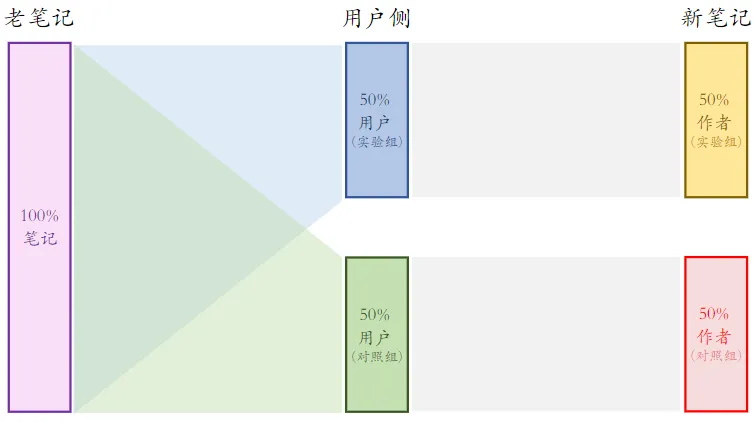 老笔记
用户侧
新笔记
100%
笔记
50%
用户
(实验组)
50%
作者
(实验组)
50%
用户
(对照组)
50%
作者
(对照组)